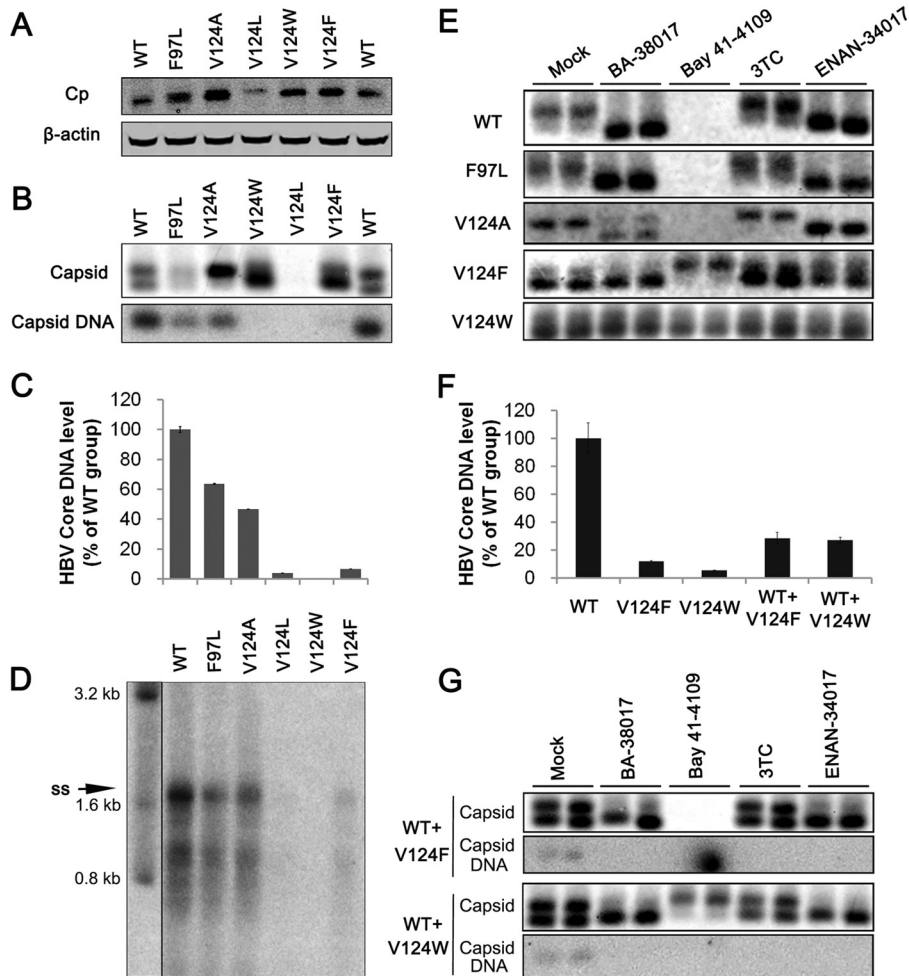 A
WT
F97L
V124A
V124L
V124W
V124F
WT
Cp
β-actin
B
WT
F97L
V124A
V124W
V124L
V124F
WT
Capsid
Capsid DNA
C
HBV Core DNA level
(% of WT group)
120
100
80
60
40
20
0
WT
F97L
V124A
V124L
V124W
V124F
D
3.2 kb
ss
1.6 kb
0.8 kb
E
Mock
BA-38017
Bay 41-4109
3TC
ENAN-34017
WT
F97L
V124A
V124F
V124W
F
HBV Core DNA level
(% of WT group)
120
100
80
60
40
20
0
WT
V124F
V124W
WT+
V124F
WT+
V124W
G
Mock
BA-38017
Bay 41-4109
3TC
ENAN-34017
WT+
V124F
Capsid
Capsid
DNA
WT+
V124W
Capsid
Capsid
DNA